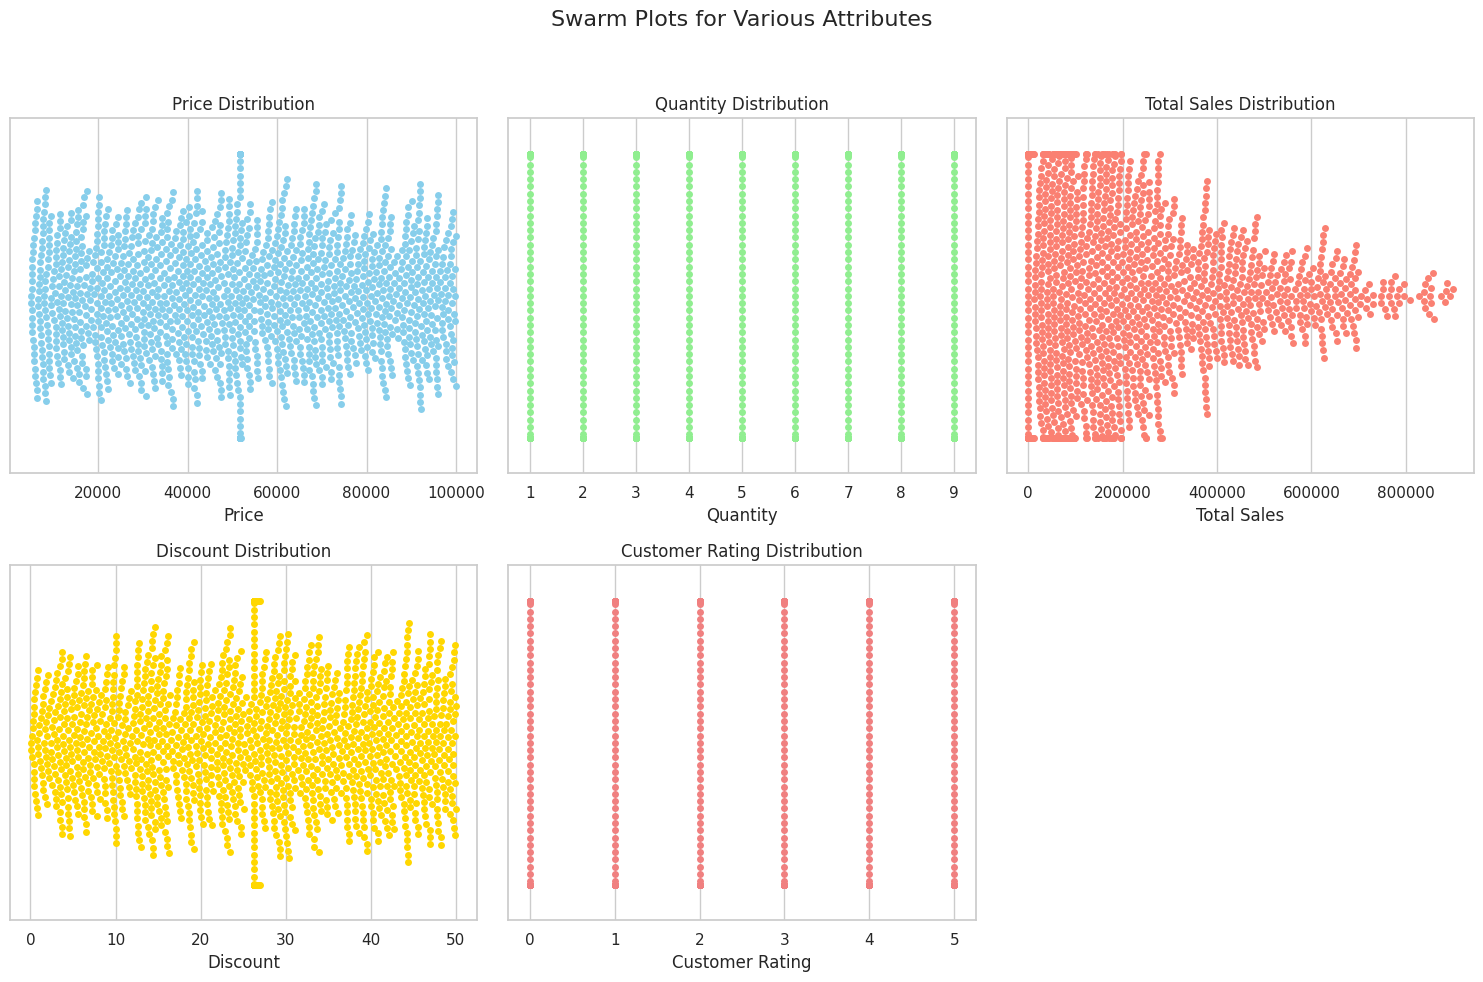 Swarm Plots for Various Attributes
Price Distribution
20000 40000 60000 80000 100000
Price
Quantity Distribution
1 2 3 4 5 6 7 8 9
Quantity
Total Sales Distribution
0 200000 400000 600000 800000
Total Sales
Discount Distribution
0 10 20 30 40 50
Discount
Customer Rating Distribution
0 1 2 3 4 5
Customer Rating